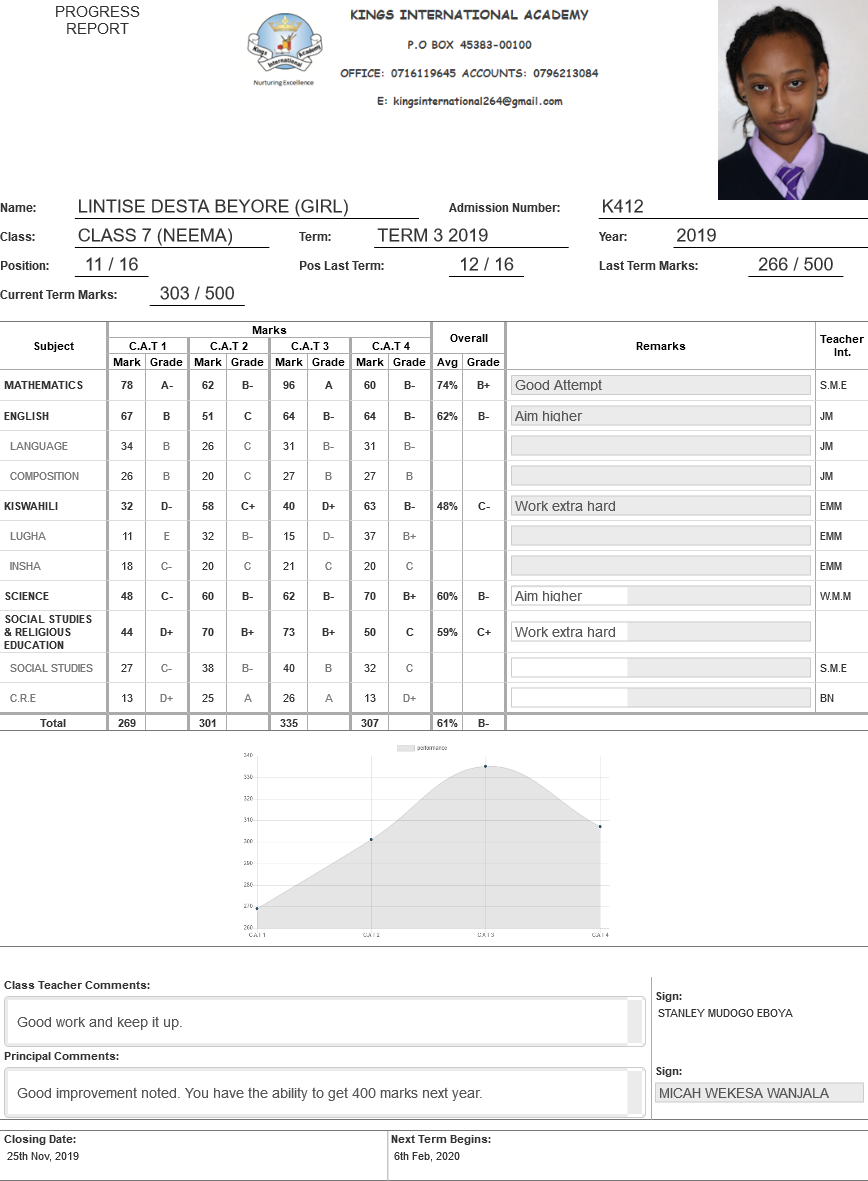 PROGRESS
REPORT
KINGS INTERNATIONAL ACADEMY
P.O BOX 45383-00100
OFFICE: 0716119645 ACCOUNTS: 0796213084
E: kingsinternational264@gmail.com
Kings International Academy
Nurturing Excellence
Name: LINTISE DESTA BEYORE (GIRL) Admission Number: K412
Class: CLASS 7 (NEEMA) Term: TERM 3 2019 Year: 2019
Position: 11 / 16 Pos Last Term: 12 / 16 Last Term Marks: 266 / 500
Current Term Marks: 303 / 500
Subject Marks Overall Remarks Teacher Int.
C.A.T 1 C.A.T 2 C.A.T 3 C.A.T 4
Mark Grade Mark Grade Mark Grade Mark Grade Avg Grade
MATHEMATICS 78 A- 62 B- 96 A 60 B- 74% B+ Good Attempt S.M.E
ENGLISH 67 B 51 C 64 B- 64 B- 62% B- Aim higher JM
LANGUAGE 34 B 26 C 31 B- 31 B- JM
COMPOSITION 26 B 20 C 27 B 27 B JM
KISWAHILI 32 D- 58 C+ 40 D+ 63 B- 48% C- Work extra hard EMM
LUGHA 11 E 32 B- 15 D- 37 B+ EMM
INSHA 18 C- 20 C 21 C 20 C EMM
SCIENCE 48 C- 60 B- 62 B- 70 B+ 60% B- Aim higher W.M.M
SOCIAL STUDIES
& RELIGIOUS
EDUCATION 44 D+ 70 B+ 73 B+ 50 C 59% C+ Work extra hard
SOCIAL STUDIES 27 C- 38 B- 40 B 32 C S.M.E
C.R.E 13 D+ 25 A 26 A 13 D+ BN
Total 269 301 335 307 61% B-
performance
340
330
320
310
300
290
280
270
260
C.A.T 1 C.A.T 2 C.A.T 3 C.A.T 4
Class Teacher Comments:
Good work and keep it up.
Sign:
STANLEY MUDOGO EBOYA
Principal Comments:
Good improvement noted. You have the ability to get 400 marks next year.
Sign:
MICAH WEKESA WANJALA
Closing Date: Next Term Begins:
25th Nov, 2019 6th Feb, 2020